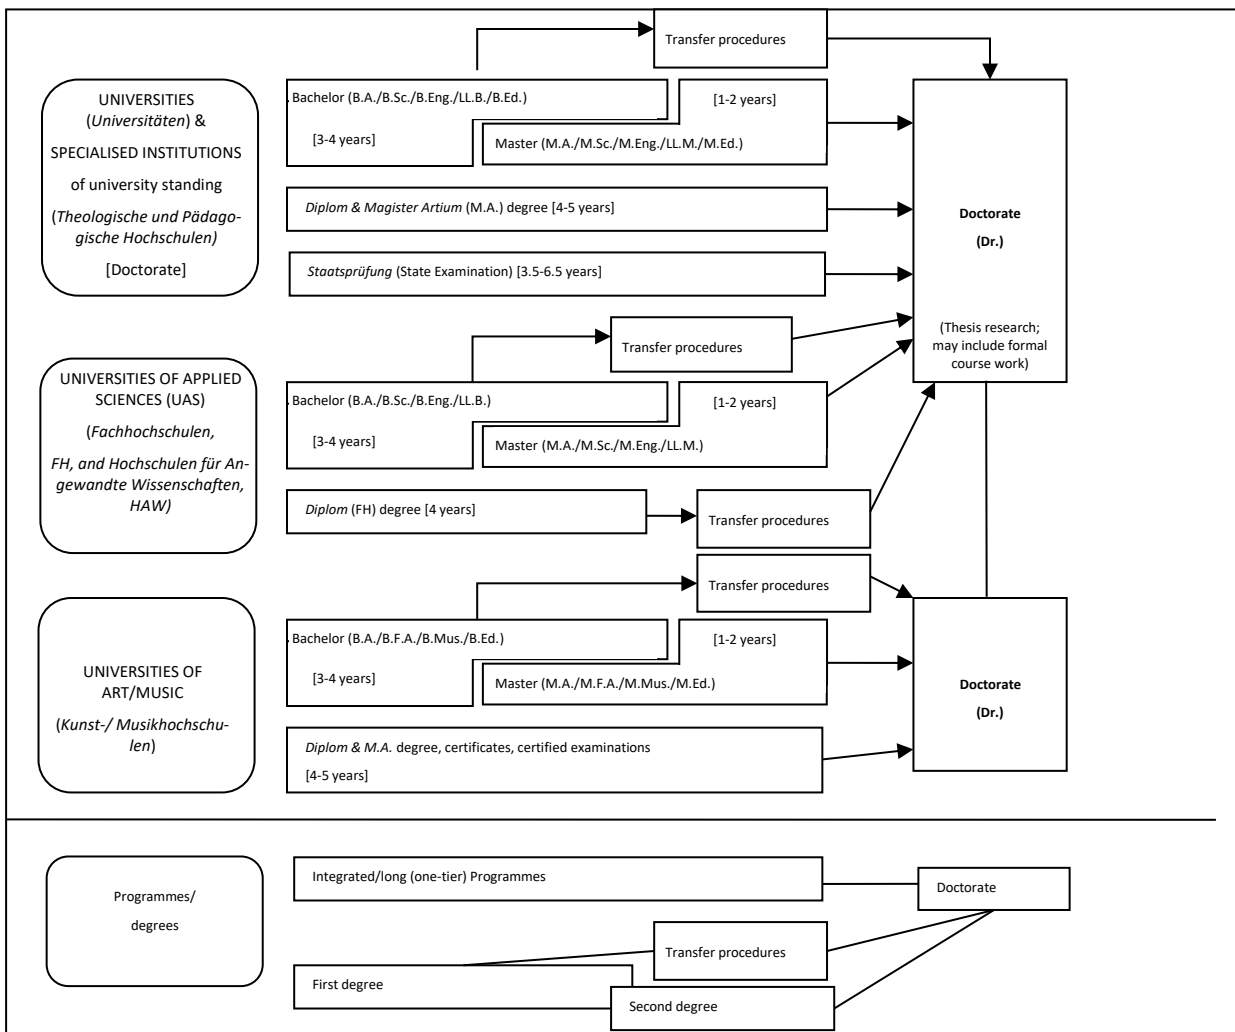 Transfer procedures
UNIVERSITIES
(Universitäten) &
SPECIALISED INSTITUTIONS
of university standing
(Theologische und Pädago-
gische Hochschulen)
[Doctorate]
Bachelor (B.A./B.Sc./B.Eng./LL.B./B.Ed.)
[3-4 years]
[1-2 years]
Master (M.A./M.Sc./M.Eng./LL.M./M.Ed.)
Diplom & Magister Artium (M.A.) degree [4-5 years]
Staatsprüfung (State Examination) [3.5-6.5 years]
Doctorate
(Dr.)
(Thesis research;
may include formal
course work)
UNIVERSITIES OF APPLIED
SCIENCES (UAS)
(Fachhochschulen,
FH, and Hochschulen für An-
gewandte Wissenschaften,
HAW)
Transfer procedures
Bachelor (B.A./B.Sc./B.Eng./LL.B.)
[3-4 years]
[1-2 years]
Master (M.A./M.Sc./M.Eng./LL.M.)
Diplom (FH) degree [4 years]
Transfer procedures
UNIVERSITIES OF
ART/MUSIC
(Kunst-/ Musikhochschu-
len)
Transfer procedures
Bachelor (B.A./B.F.A./B.Mus./B.Ed.)
[3-4 years]
[1-2 years]
Master (M.A./M.F.A./M.Mus./M.Ed.)
Diplom & M.A. degree, certificates, certified examinations
[4-5 years]
Doctorate
(Dr.)
Programmes/
degrees
Integrated/long (one-tier) Programmes
Doctorate
Transfer procedures
First degree
Second degree